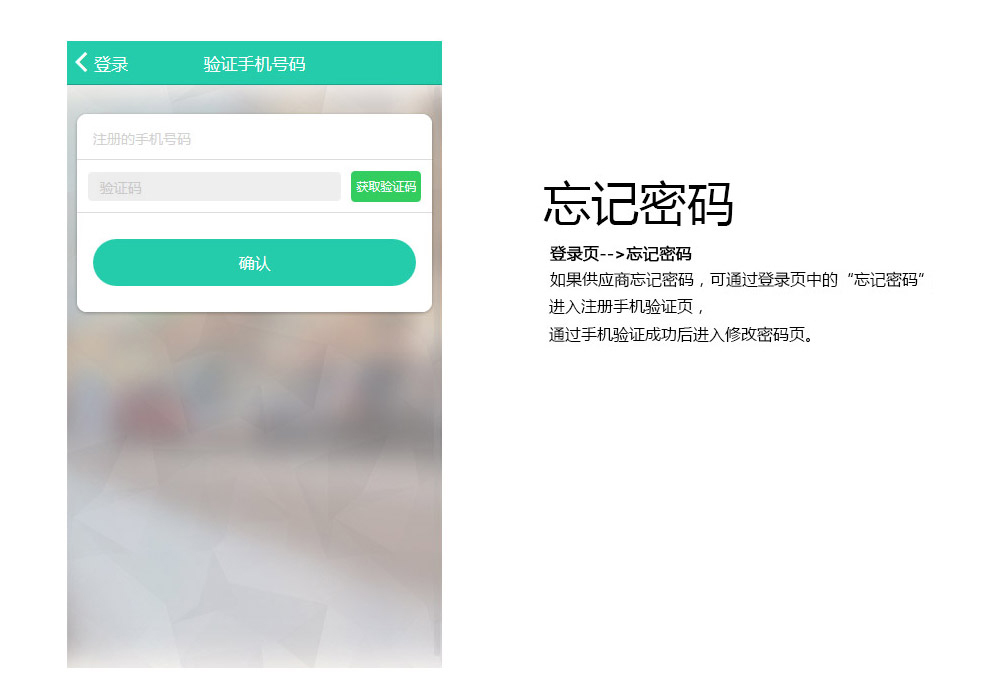 登录
验证手机号码
注册的手机号码
验证码
获取验证码
确认
忘记密码
登录页-->忘记密码
如果供应商忘记密码，可通过登录页中的“忘记密码”
进入注册手机验证页，
通过手机验证成功后进入修改密码页。